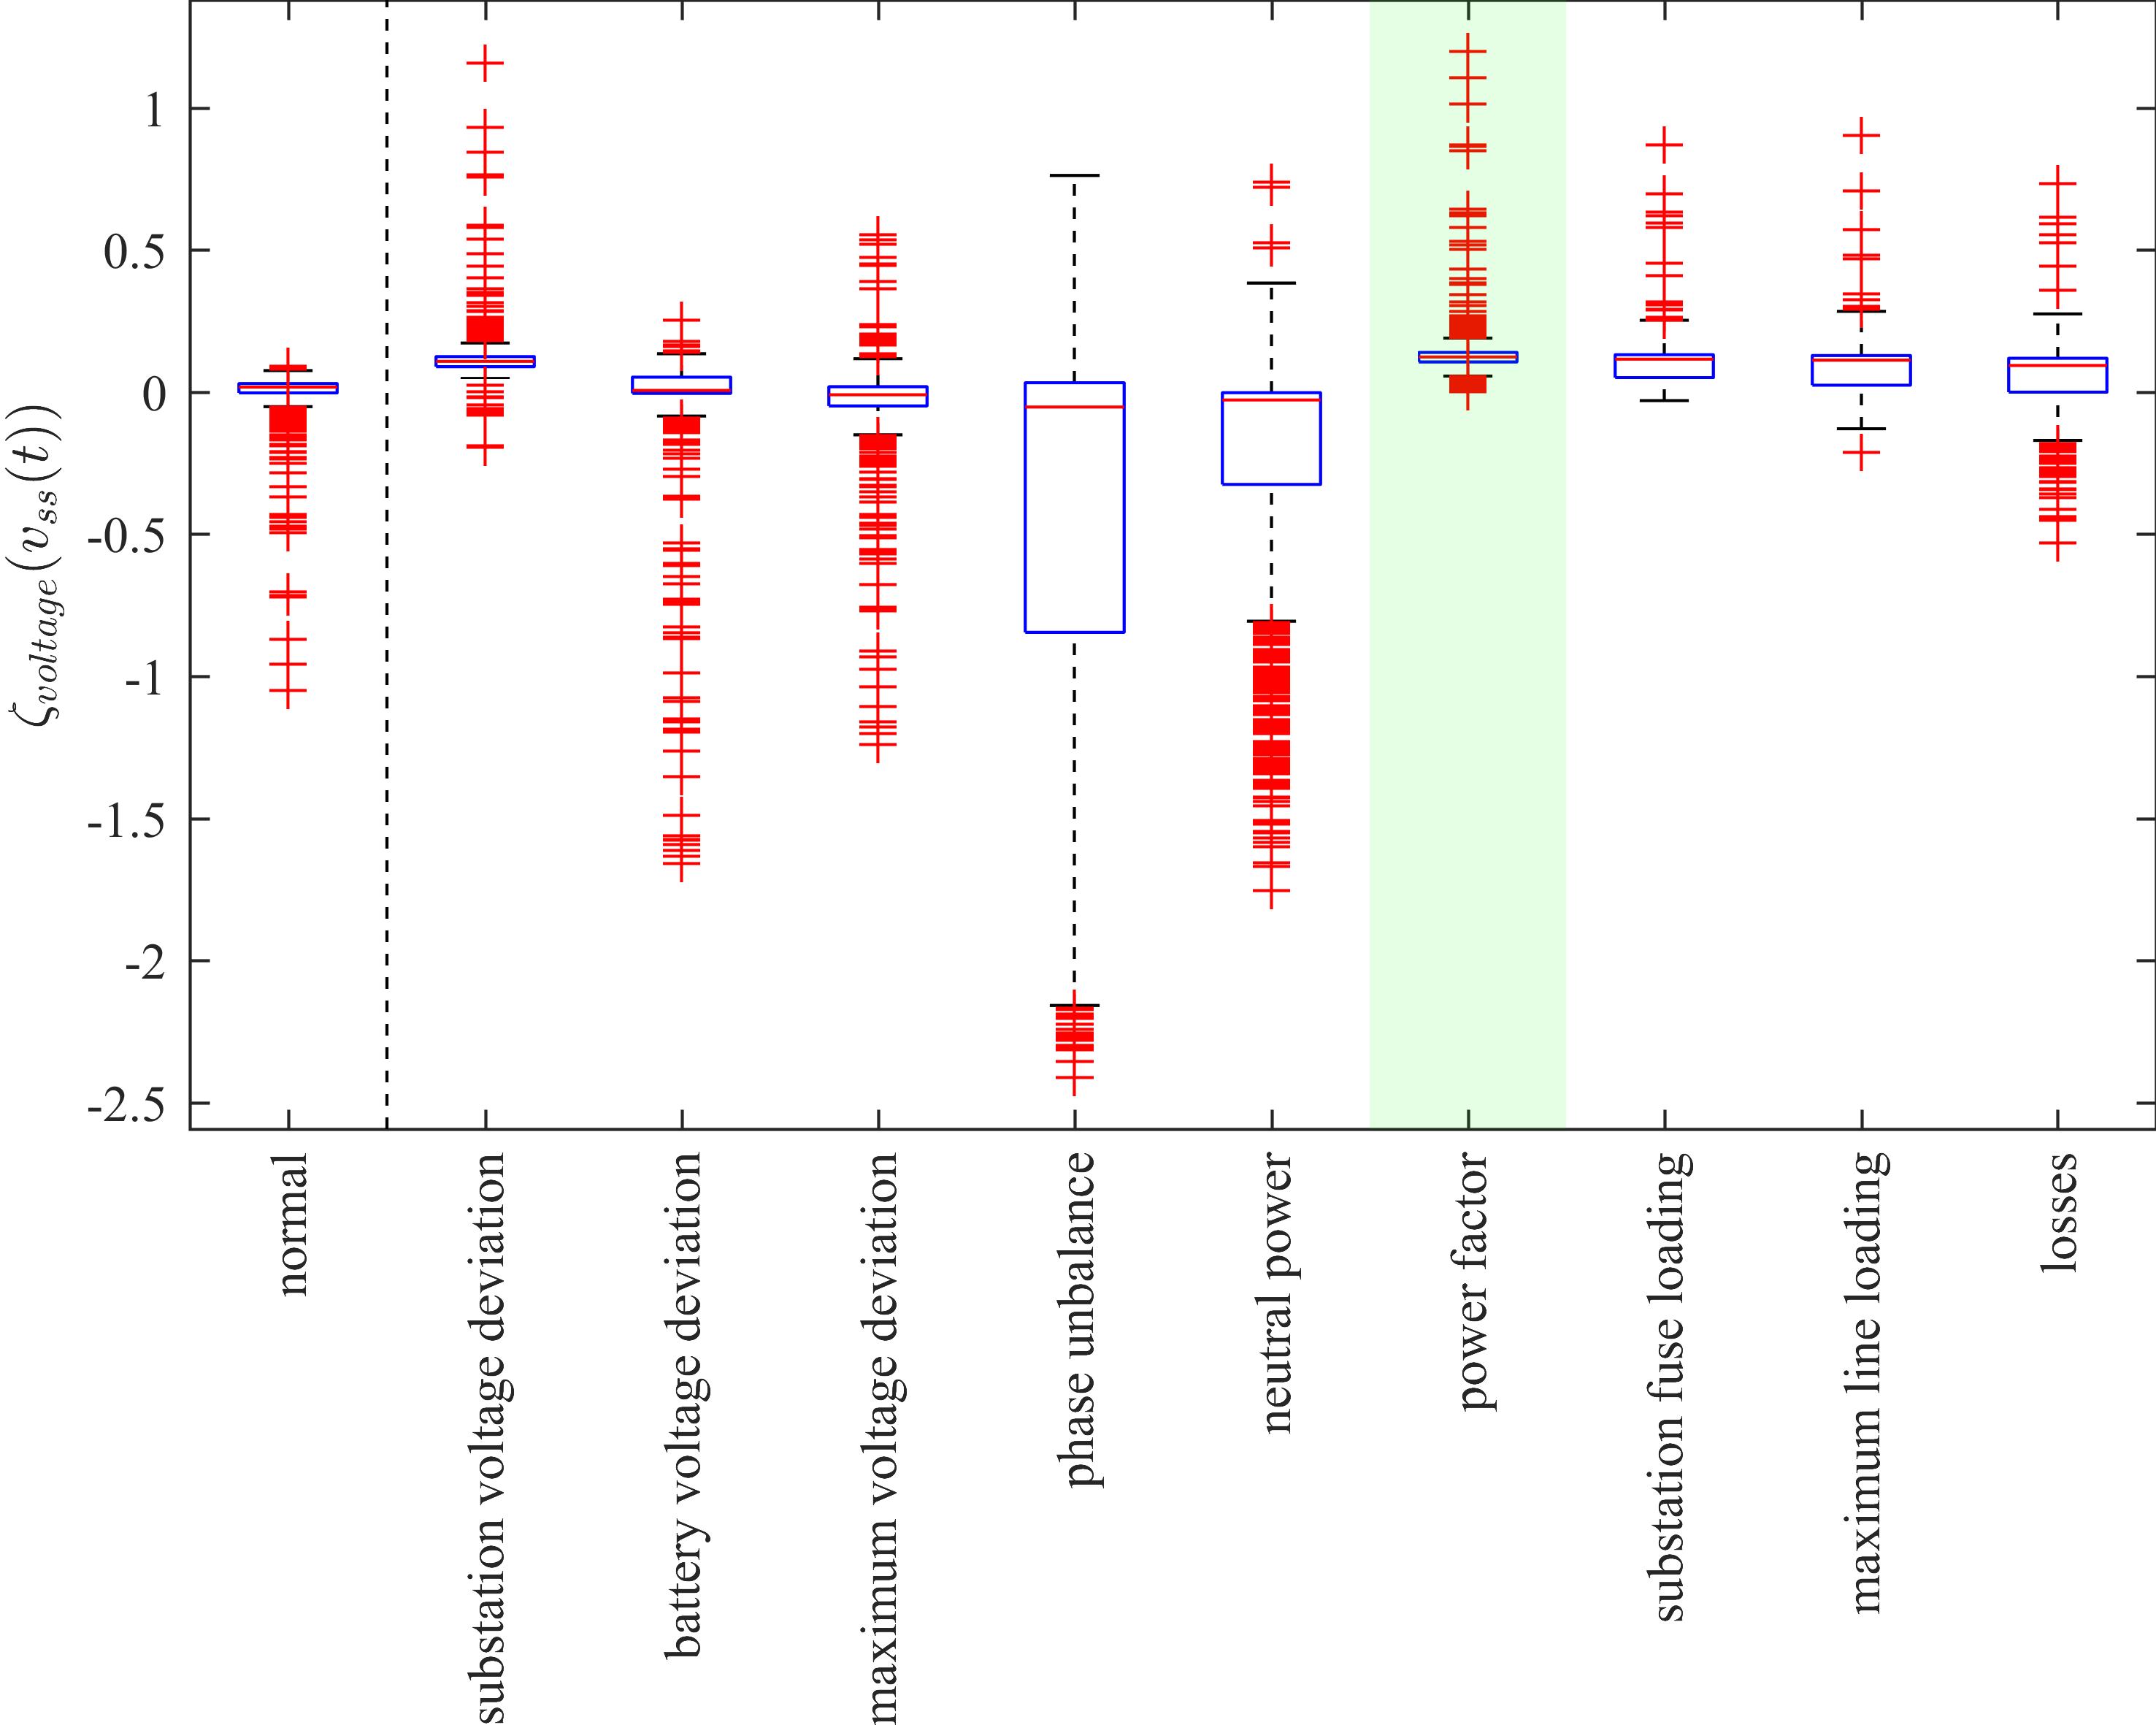 ζvoltage(vss(t))
1
0.5
0
-0.5
-1
-1.5
-2
-2.5
normal
substation voltage deviation
battery voltage deviation
maximum voltage deviation
phase unbalance
neutral power
power factor
substation fuse loading
maximum line loading
losses